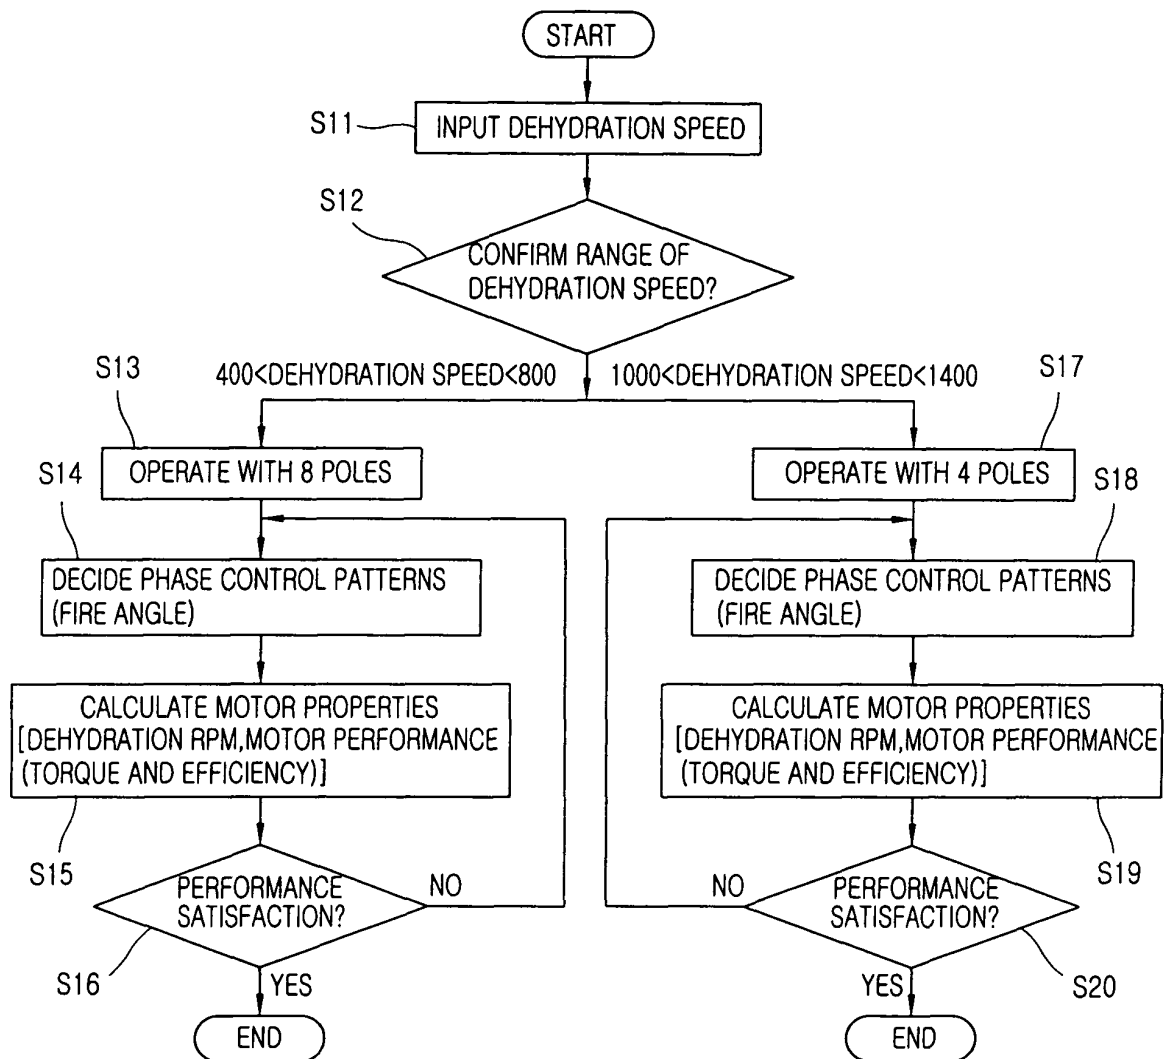 START
S11
INPUT DEHYDRATION SPEED
S12
CONFIRM RANGE OF
DEHYDRATION SPEED?
S13
400<DEHYDRATION SPEED<800
1000<DEHYDRATION SPEED<1400
S17
S14
OPERATE WITH 8 POLES
OPERATE WITH 4 POLES
S18
DECIDE PHASE CONTROL PATTERNS
(FIRE ANGLE)
DECIDE PHASE CONTROL PATTERNS
(FIRE ANGLE)
CALCULATE MOTOR PROPERTIES
[DEHYDRATION RPM,MOTOR PERFORMANCE
(TORQUE AND EFFICIENCY)]
CALCULATE MOTOR PROPERTIES
[DEHYDRATION RPM,MOTOR PERFORMANCE
(TORQUE AND EFFICIENCY)]
S15
PERFORMANCE
SATISFACTION?
NO
NO
PERFORMANCE
SATISFACTION?
S19
S16
YES
YES
S20
END
END